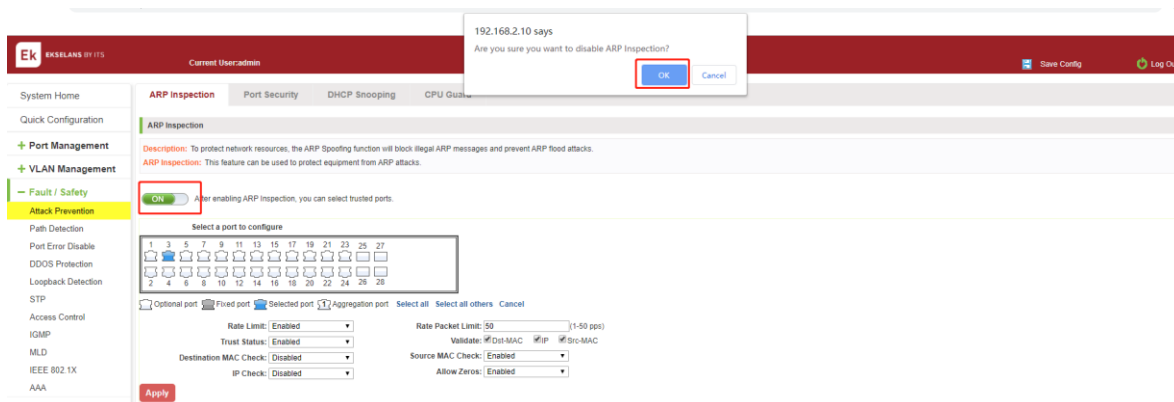 192.168.2.10 says
Are you sure you want to disable ARP Inspection?
OK Cancel
Ek EKSELANS BY ITS
Current User:admin
Save Config
System Home
Quick Configuration
+ Port Management
+ VLAN Management
− Fault / Safety
Attack Prevention
Path Detection
Port Error Disable
DDOS Protection
Loopback Detection
STP
Access Control
IGMP
MLD
IEEE 802.1X
AAA
ARP Inspection Port Security DHCP Snooping CPU Guard
ARP Inspection
Description: To protect network resources, the ARP Spoofing function will block illegal ARP messages and prevent ARP flood attacks.
ARP Inspection: This feature can be used to protect equipment from ARP attacks.
ON After enabling ARP Inspection, you can select trusted ports.
Select a port to configure
1 3 5 7 9 11 13 15 17 19 21 23 25 27
2 4 6 8 10 12 14 16 18 20 22 24 26 28
Optional port Fixed port Selected port 1 Aggregation port Select all Select all others Cancel
Rate Limit: Enabled Rate Packet Limit: 50 (1-50 pps)
Trust Status: Enabled Validate: Dst-MAC IP Src-MAC
Destination MAC Check: Disabled Source MAC Check: Enabled
IP Check: Disabled Allow Zeros: Enabled
Apply